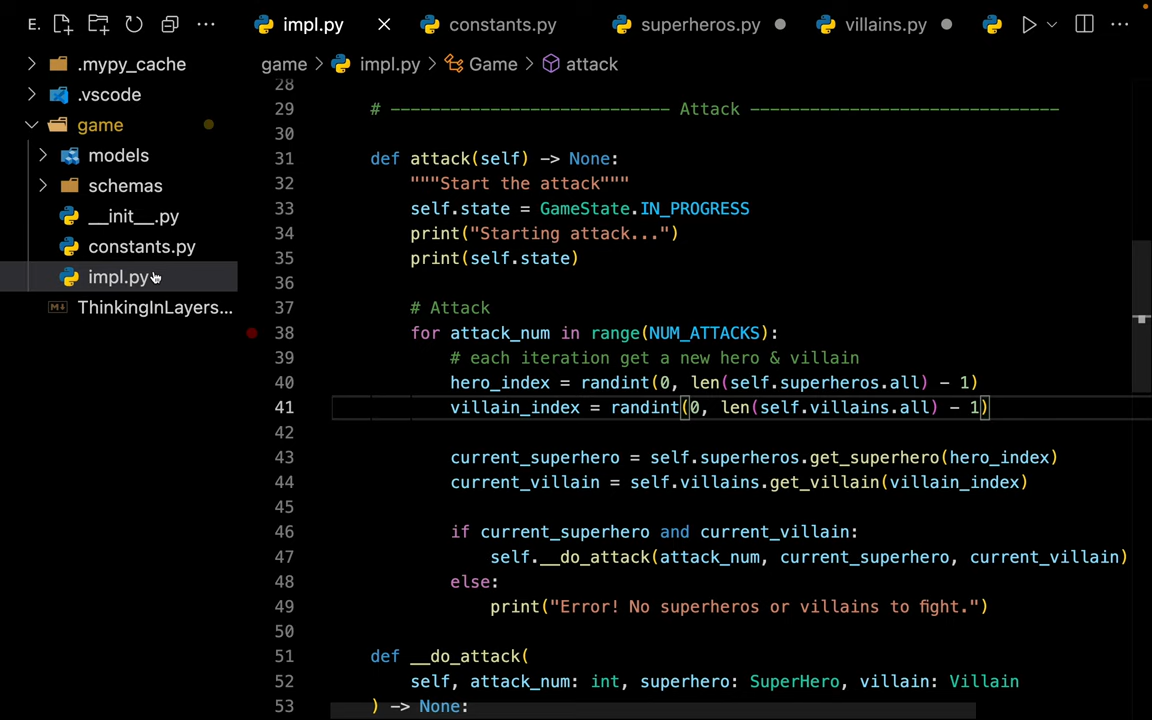 E.
impl.py
constants.py
superheros.py
villains.py
.mypy_cache
.vscode
game
models
schemas
__init__.py
constants.py
impl.py
ThinkingInLayers...
game > impl.py > Game > attack
28
29 # ---------------------------- Attack -------------------------------
30
31 def attack(self) -> None:
32 """Start the attack"""
33 self.state = GameState.IN_PROGRESS
34 print("Starting attack...")
35 print(self.state)
36
37 # Attack
38 for attack_num in range(NUM_ATTACKS):
39 # each iteration get a new hero & villain
40 hero_index = randint(0, len(self.superheros.all) - 1)
41 villain_index = randint(0, len(self.villains.all) - 1)
42
43 current_superhero = self.superheros.get_superhero(hero_index)
44 current_villain = self.villains.get_villain(villain_index)
45
46 if current_superhero and current_villain:
47 self.__do_attack(attack_num, current_superhero, current_villain)
48 else:
49 print("Error! No superheros or villains to fight.")
50
51 def __do_attack(
52 self, attack_num: int, superhero: SuperHero, villain: Villain
53 ) -> None: